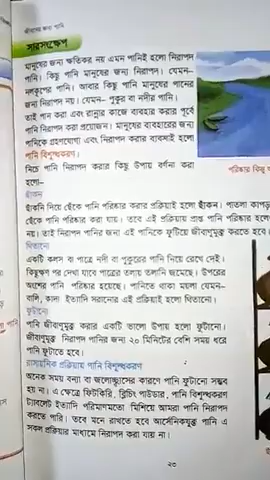 জীবনের জন্য পানি
সারসংক্ষেপ
মানুষের জন্য ক্ষতিকর নয় এমন পানিই হলো নিরাপদ
পানি। কিছু পানি মানুষের জন্য নিরাপদ। যেমন–
নলকূপের পানি। আবার কিছু পানি মানুষের পানের
জন্য নিরাপদ নয়। যেমন– পুকুর বা নদীর পানি।
তাই পান করা এবং রান্নার কাজে ব্যবহার করার পূর্বে
পানি নিরাপদ করা প্রয়োজন। মানুষের ব্যবহারের জন্য
পানিকে গ্রহণযোগ্য এবং নিরাপদ করার ব্যবস্থাই হলো
পানি বিশুদ্ধকরণ।
নিচে পানি নিরাপদ করার কিছু উপায় বর্ণনা করা
হলো–
ছাঁকন
ছাঁকনি দিয়ে ছেঁকে পানি পরিষ্কার করার প্রক্রিয়াই হলো ছাঁকন। পাতলা কাপড়
ছেঁকে পানি পরিষ্কার করা যায়। তবে এই প্রক্রিয়ায় প্রাপ্ত পানি পরিষ্কার হলে
নয়। তাই নিরাপদ পানির জন্য এই পানিকে ফুটিয়ে জীবাণুমুক্ত করতে হবে।
থিতানো
একটি কলস বা পাত্রে নদী বা পুকুরের পানি নিয়ে রেখে দেই।
কিছুক্ষণ পর দেখা যাবে পাত্রের তলায় তলানি জমেছে। উপরের
অংশের পানি পরিষ্কার হয়েছে। পানিতে থাকা ময়লা যেমন–
বালি, কাদা ইত্যাদি সরানোর এই প্রক্রিয়াই হলো থিতানো।
ফুটানো
পানি জীবাণুমুক্ত করার একটি ভালো উপায় হলো ফুটানো।
জীবাণুমুক্ত নিরাপদ পানির জন্য ২০ মিনিটের বেশি সময় ধরে
পানি ফুটাতে হবে।
রাসায়নিক প্রক্রিয়ায় পানি বিশুদ্ধকরণ
অনেক সময় বন্যা বা জলোচ্ছ্বাসের কারণে পানি ফুটানো সম্ভব
হয় না। এ ক্ষেত্রে ফিটকিরি, ব্লিচিং পাউডার, পানি বিশুদ্ধকরণ
ট্যাবলেট ইত্যাদি পরিমাণমতো মিশিয়ে আমরা পানি নিরাপদ
করতে পারি। তবে মনে রাখতে হবে আর্সেনিকযুক্ত পানি এ
সকল প্রক্রিয়ার মাধ্যমে নিরাপদ করা যায় না।
পরিষ্কার কিন্তু
২৩